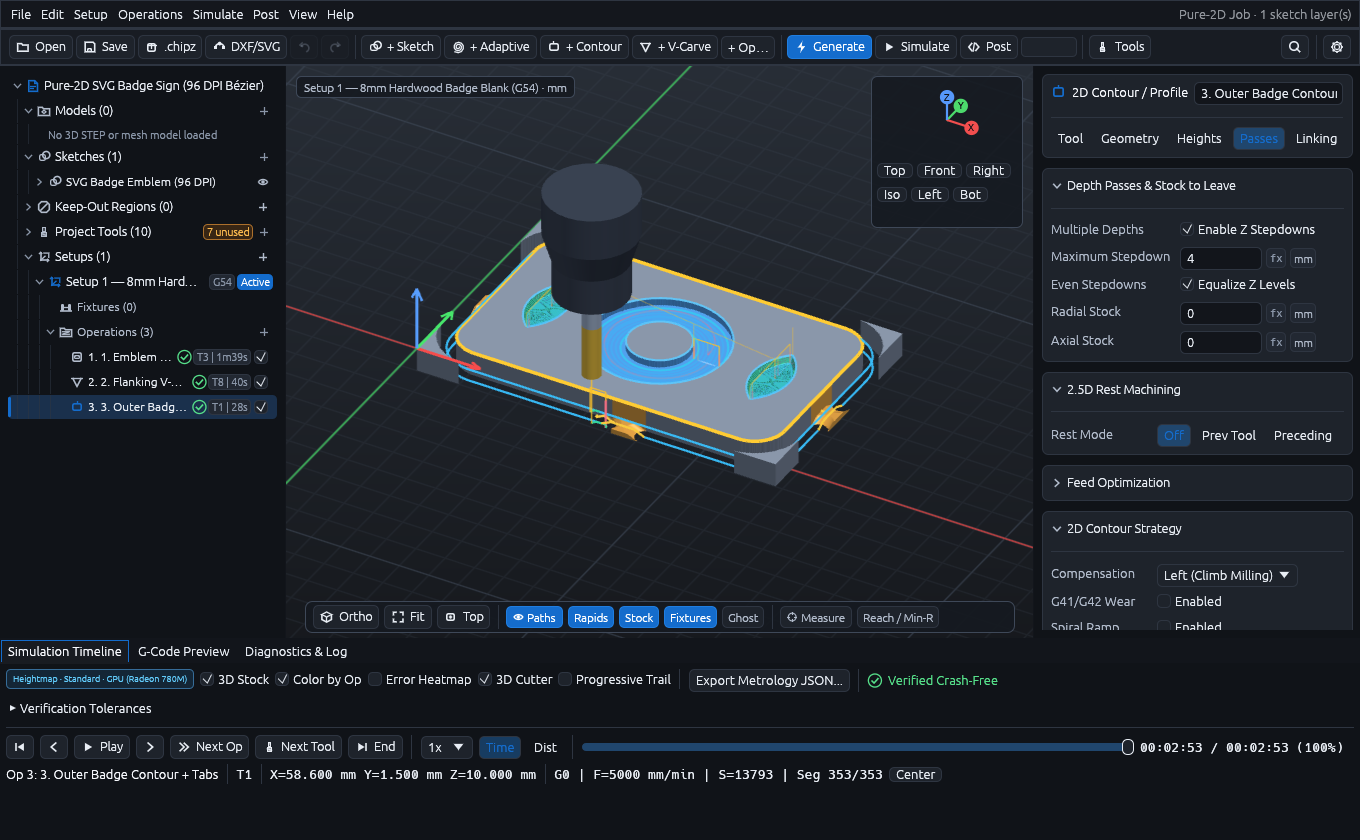 File Edit Setup Operations Simulate Post View Help
Pure-2D Job · 1 sketch layer(s)
Open Save .chipz DXF/SVG + Sketch + Adaptive + Contour + V-Carve + Op... Generate Simulate Post Tools
Pure-2D SVG Badge Sign (96 DPI Bézier)
Models (0)
No 3D STEP or mesh model loaded
Sketches (1)
SVG Badge Emblem (96 DPI)
Keep-Out Regions (0)
Project Tools (10) 7 unused
Setups (1)
Setup 1 — 8mm Hard... G54 Active
Fixtures (0)
Operations (3)
1. 1. Emblem ... T3 | 1m39s
2. 2. Flanking V-... T8 | 40s
3. 3. Outer Badg... T1 | 28s
Setup 1 — 8mm Hardwood Badge Blank (G54) · mm
Z
Y
X
Top Front Right
Iso Left Bot
Ortho Fit Top Paths Rapids Stock Fixtures Ghost Measure Reach / Min-R
2D Contour / Profile 3. Outer Badge Contour
Tool Geometry Heights Passes Linking
Depth Passes & Stock to Leave
Multiple Depths Enable Z Stepdowns
Maximum Stepdown 4 fx mm
Even Stepdowns Equalize Z Levels
Radial Stock 0 fx mm
Axial Stock 0 fx mm
2.5D Rest Machining
Rest Mode Off Prev Tool Preceding
Feed Optimization
2D Contour Strategy
Compensation Left (Climb Milling)
G41/G42 Wear Enabled
Spiral Ramp Enabled
Simulation Timeline G-Code Preview Diagnostics & Log
Heightmap · Standard · GPU (Radeon 780M) 3D Stock Color by Op Error Heatmap 3D Cutter Progressive Trail Export Metrology JSON... Verified Crash-Free
Verification Tolerances
Play Next Op Next Tool End 1x Time Dist 00:02:53 / 00:02:53 (100%)
Op 3: 3. Outer Badge Contour + Tabs T1 X=58.600 mm Y=1.500 mm Z=10.000 mm G0 | F=5000 mm/min | S=13793 | Seg 353/353 Center